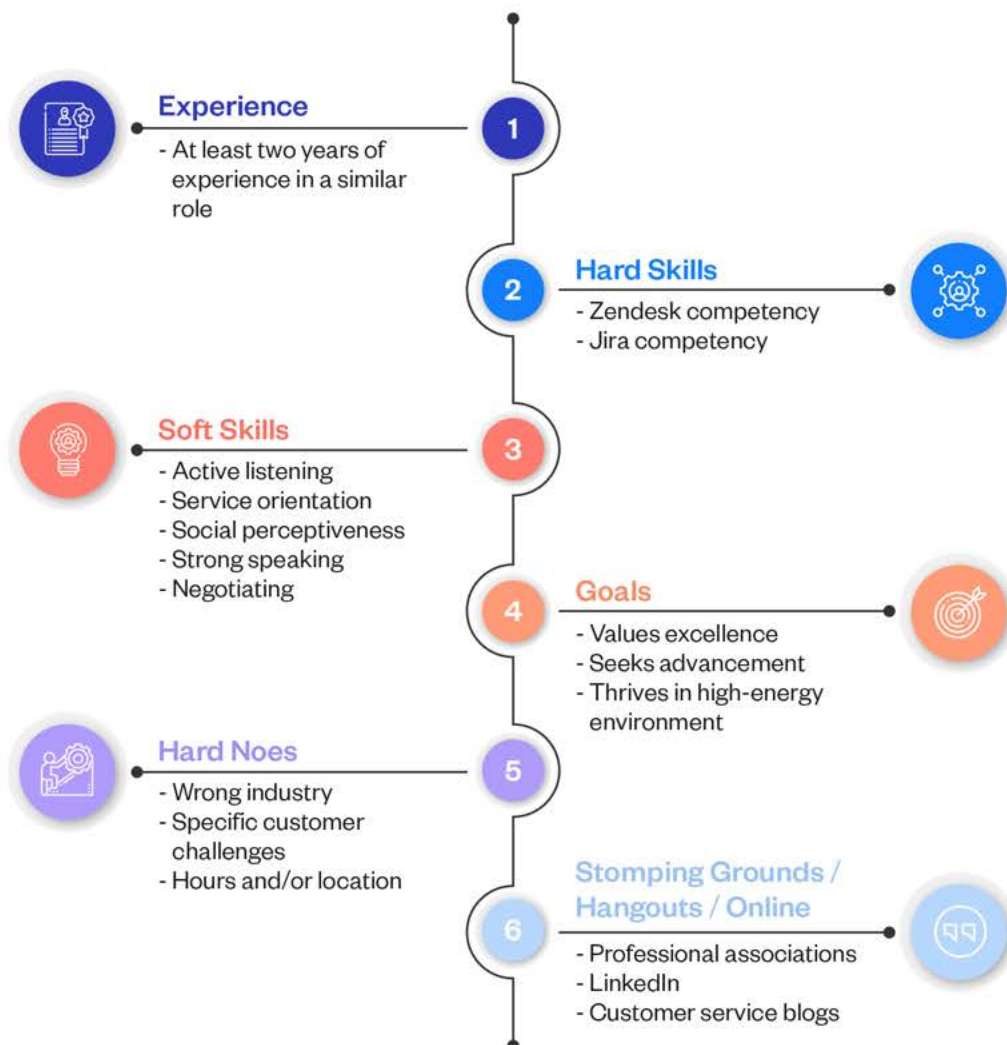 1
Experience
- At least two years of
experience in a similar
role
2
Hard Skills
- Zendesk competency
- Jira competency
3
Soft Skills
- Active listening
- Service orientation
- Social perceptiveness
- Strong speaking
- Negotiating
4
Goals
- Values excellence
- Seeks advancement
- Thrives in high-energy
environment
5
Hard Noes
- Wrong industry
- Specific customer
challenges
- Hours and/or location
6
Stomping Grounds /
Hangouts / Online
- Professional associations
- LinkedIn
- Customer service blogs